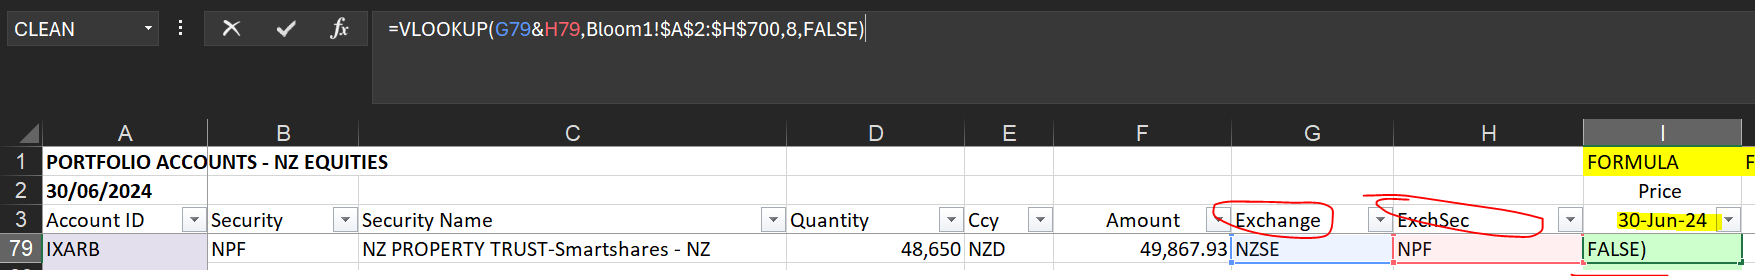 CLEAN fx =VLOOKUP(G79&H79,Bloom1!$A$2:$H$700,8,FALSE)
A B C D E F G H I
1 PORTFOLIO ACCOUNTS - NZ EQUITIES FORMULA F
2 30/06/2024 Price
3 Account ID Security Security Name Quantity Ccy Amount Exchange ExchSec 30-Jun-24
79 IXARB NPF NZ PROPERTY TRUST-Smartshares - NZ 48,650 NZD 49,867.93 NZSE NPF FALSE)